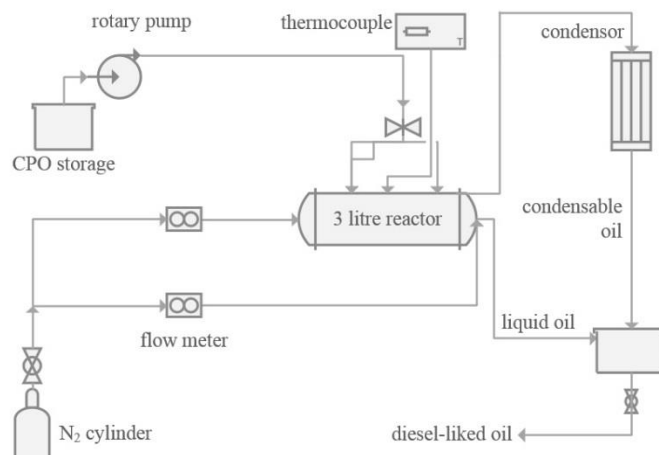 rotary pump
thermocouple
condensor
T
CPO storage
3 litre reactor
condensable
oil
flow meter
liquid oil
N₂ cylinder
diesel-liked oil